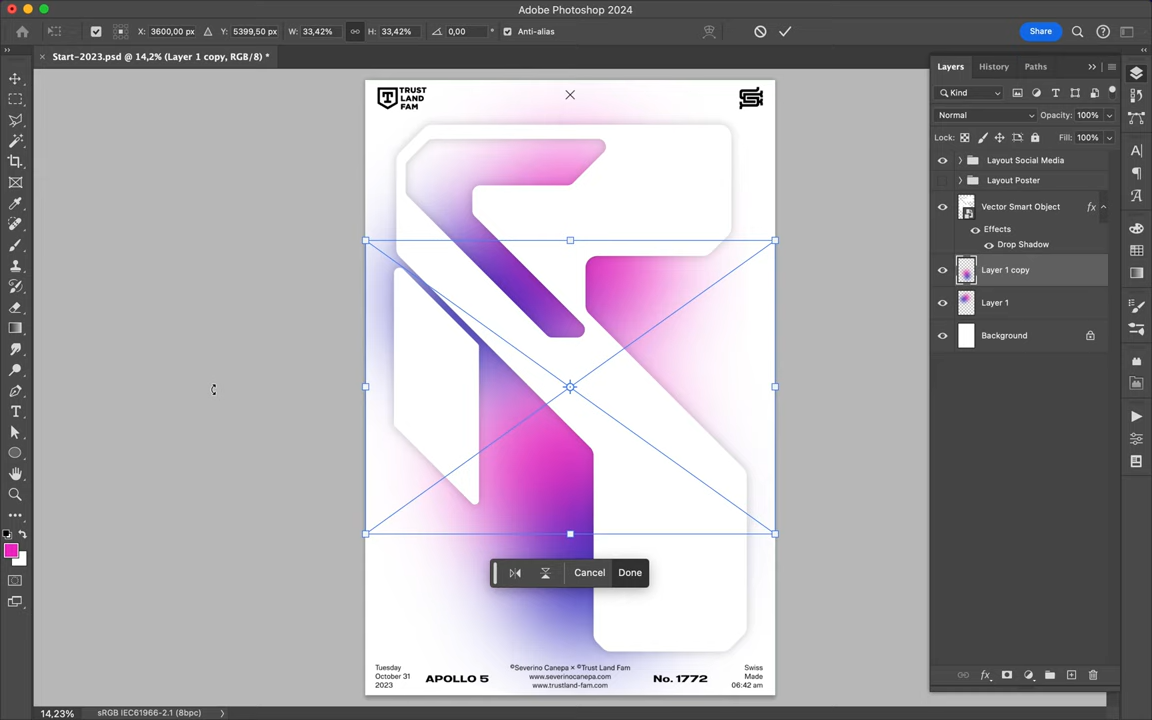 Adobe Photoshop 2024
X: 3600,00 px Y: 5399,50 px W: 33,42% H: 33,42% 0,00 ° Anti-alias
Share
Start-2023.psd @ 14,2% (Layer 1 copy, RGB/8) *
Layers History Paths
Kind
Normal Opacity: 100%
Lock: Fill: 100%
Layout Social Media
Layout Poster
Vector Smart Object fx
Effects
Drop Shadow
Layer 1 copy
Layer 1
Background
TRUST
LAND
FAM
Cancel Done
Tuesday
October 31
2023
APOLLO 5
©Severino Canepa × ©Trust Land Fam
www.severinocanepa.com
www.trustland-fam.com
No. 1772
Swiss
Made
06:42 am
14,23% sRGB IEC61966-2.1 (8bpc)
fx